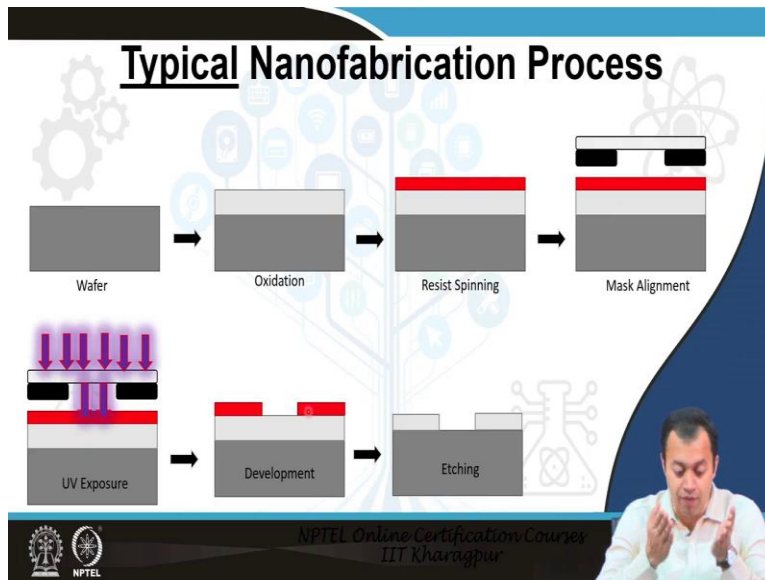 Typical Nanofabrication Process
Wafer
Oxidation
Resist Spinning
Mask Alignment
UV Exposure
Development
Etching
NPTEL Online Certification Courses
IIT Kharagpur
NPTEL